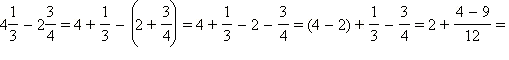 4 1/3 − 2 3/4 = 4 + 1/3 − (2 + 3/4) = 4 + 1/3 − 2 − 3/4 = (4 − 2) + 1/3 − 3/4 = 2 + (4 − 9)/12 =